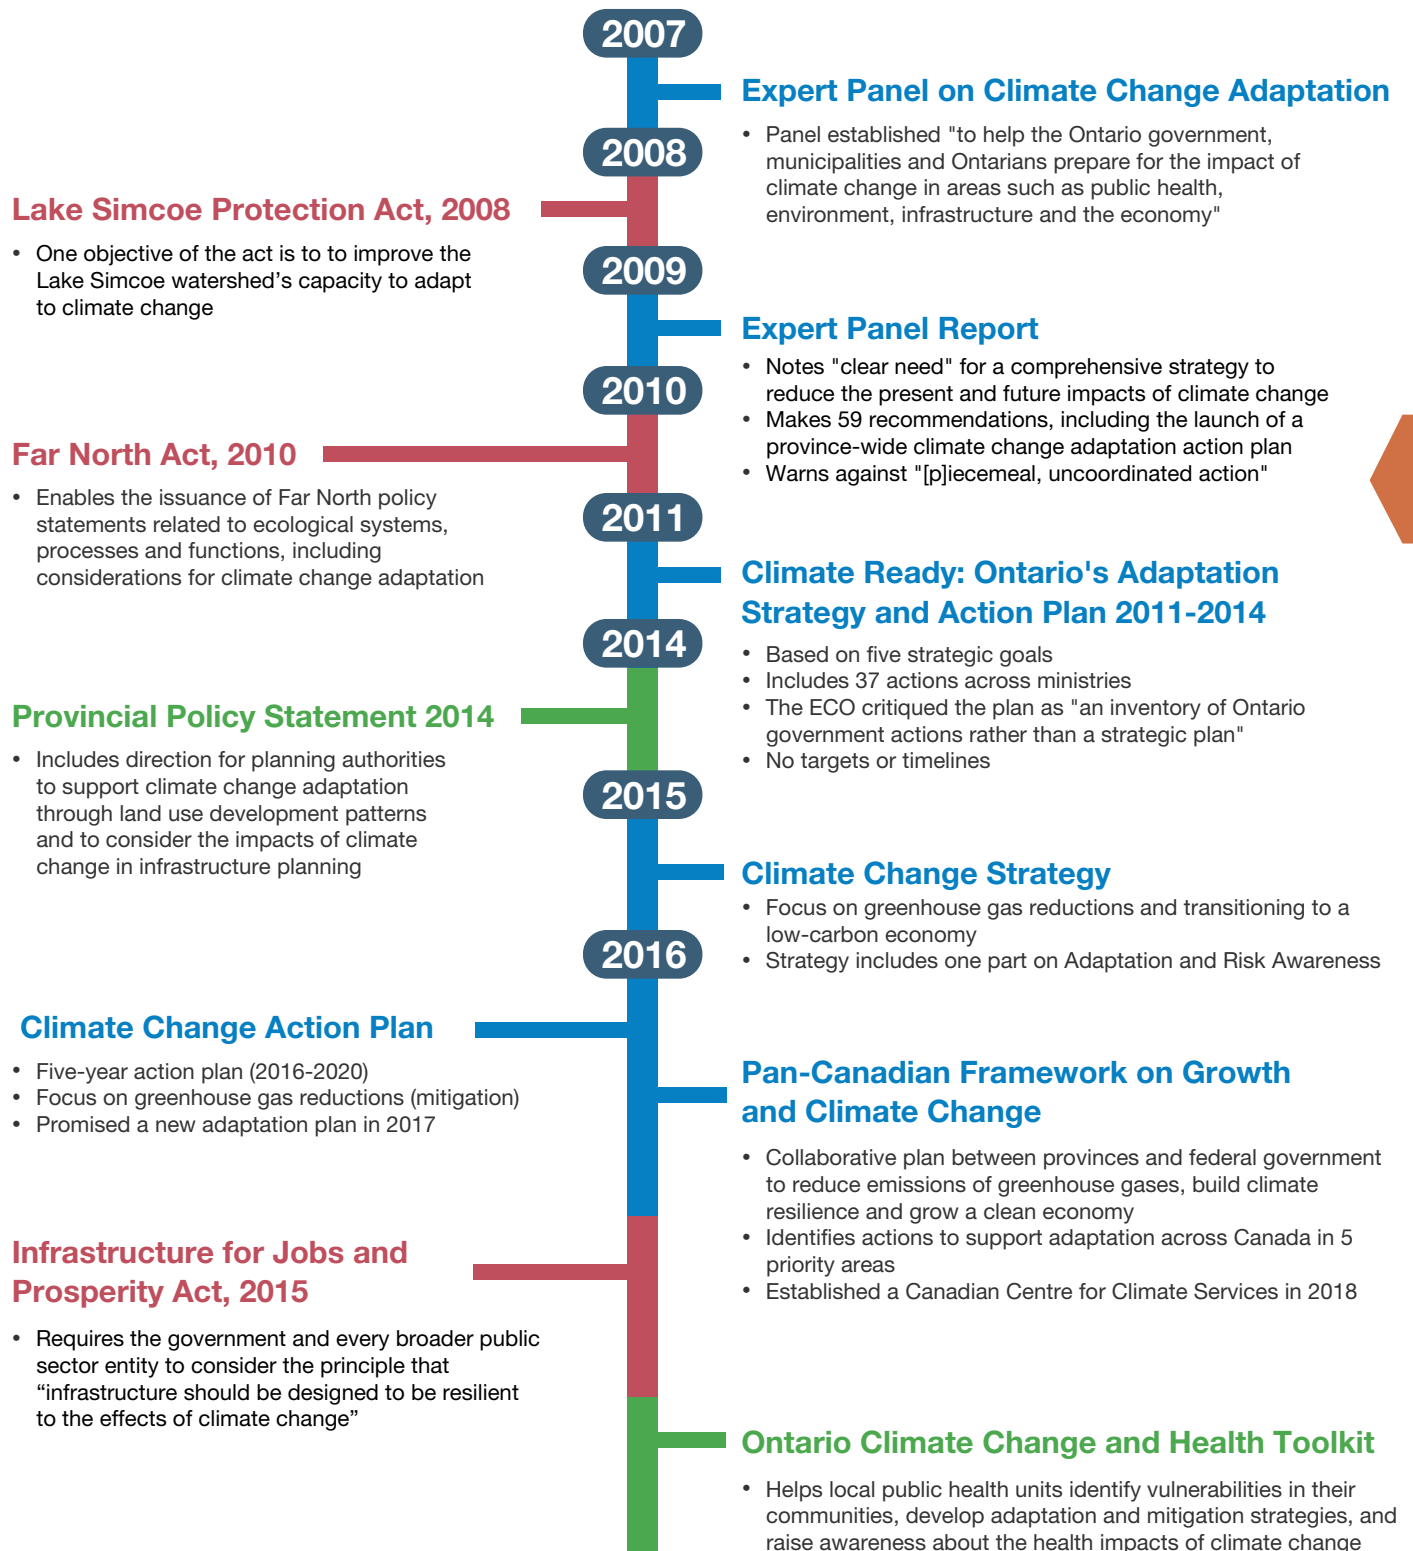 2007
Expert Panel on Climate Change Adaptation
• Panel established "to help the Ontario government,
municipalities and Ontarians prepare for the impact of
climate change in areas such as public health,
environment, infrastructure and the economy"
2008
Lake Simcoe Protection Act, 2008
• One objective of the act is to to improve the
Lake Simcoe watershed’s capacity to adapt
to climate change
2009
Expert Panel Report
• Notes "clear need" for a comprehensive strategy to
reduce the present and future impacts of climate change
• Makes 59 recommendations, including the launch of a
province-wide climate change adaptation action plan
• Warns against "[p]iecemeal, uncoordinated action"
2010
Far North Act, 2010
• Enables the issuance of Far North policy
statements related to ecological systems,
processes and functions, including
considerations for climate change adaptation
2011
Climate Ready: Ontario's Adaptation
Strategy and Action Plan 2011-2014
• Based on five strategic goals
• Includes 37 actions across ministries
• The ECO critiqued the plan as "an inventory of Ontario
government actions rather than a strategic plan"
• No targets or timelines
2014
Provincial Policy Statement 2014
• Includes direction for planning authorities
to support climate change adaptation
through land use development patterns
and to consider the impacts of climate
change in infrastructure planning
2015
Climate Change Strategy
• Focus on greenhouse gas reductions and transitioning to a
low-carbon economy
• Strategy includes one part on Adaptation and Risk Awareness
2016
Climate Change Action Plan
• Five-year action plan (2016-2020)
• Focus on greenhouse gas reductions (mitigation)
• Promised a new adaptation plan in 2017
Pan-Canadian Framework on Growth
and Climate Change
• Collaborative plan between provinces and federal government
to reduce emissions of greenhouse gases, build climate
resilience and grow a clean economy
• Identifies actions to support adaptation across Canada in 5
priority areas
• Established a Canadian Centre for Climate Services in 2018
Infrastructure for Jobs and
Prosperity Act, 2015
• Requires the government and every broader public
sector entity to consider the principle that
“infrastructure should be designed to be resilient
to the effects of climate change”
Ontario Climate Change and Health Toolkit
• Helps local public health units identify vulnerabilities in their
communities, develop adaptation and mitigation strategies, and
raise awareness about the health impacts of climate change